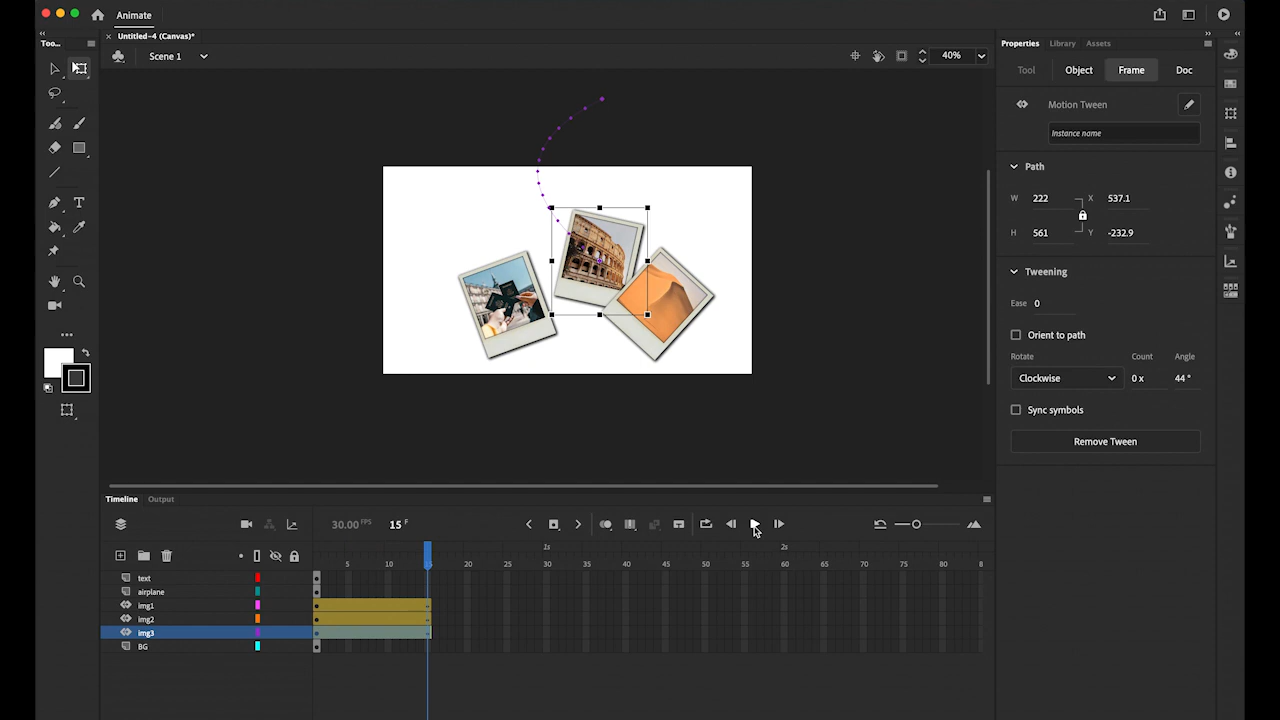 Animate
Too...
Untitled-4 (Canvas)*
Scene 1
40%
Properties
Library
Assets
Tool
Object
Frame
Doc
Motion Tween
Instance name
Path
W 222 X 537.1
H 561 Y -232.9
Tweening
Ease 0
Orient to path
Rotate Count Angle
Clockwise 0 x 44 °
Sync symbols
Remove Tween
Timeline
Output
30.00 FPS 15 F
1s 2s
5 10 20 25 30 35 40 45 50 55 60 65 70 75 80 8
text
airplane
img1
img2
img3
BG